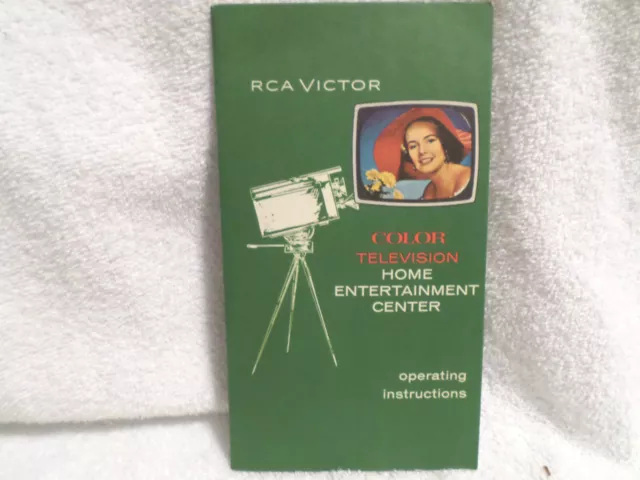 RCA VICTOR
COLOR
TELEVISION
HOME
ENTERTAINMENT
CENTER
operating
instructions